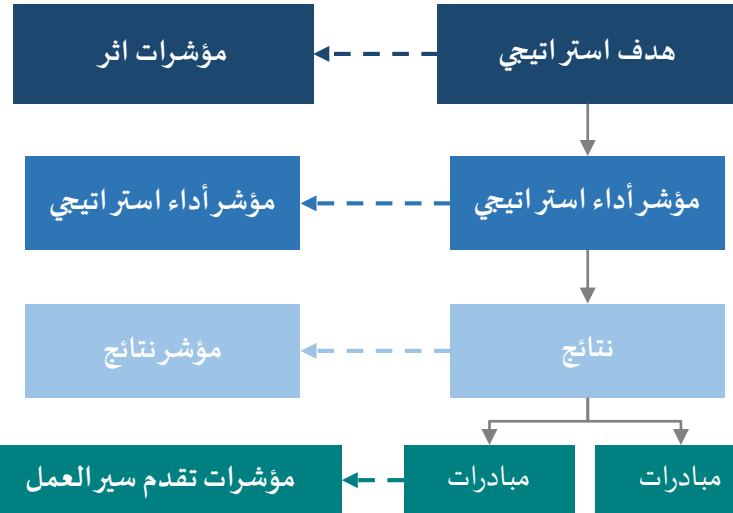 هدف استراتيجي
مؤشرات اثر
مؤشر أداء استراتيجي
مؤشر أداء استراتيجي
نتائج
مؤشر نتائج
مبادرات
مبادرات
مؤشرات تقدم سير العمل